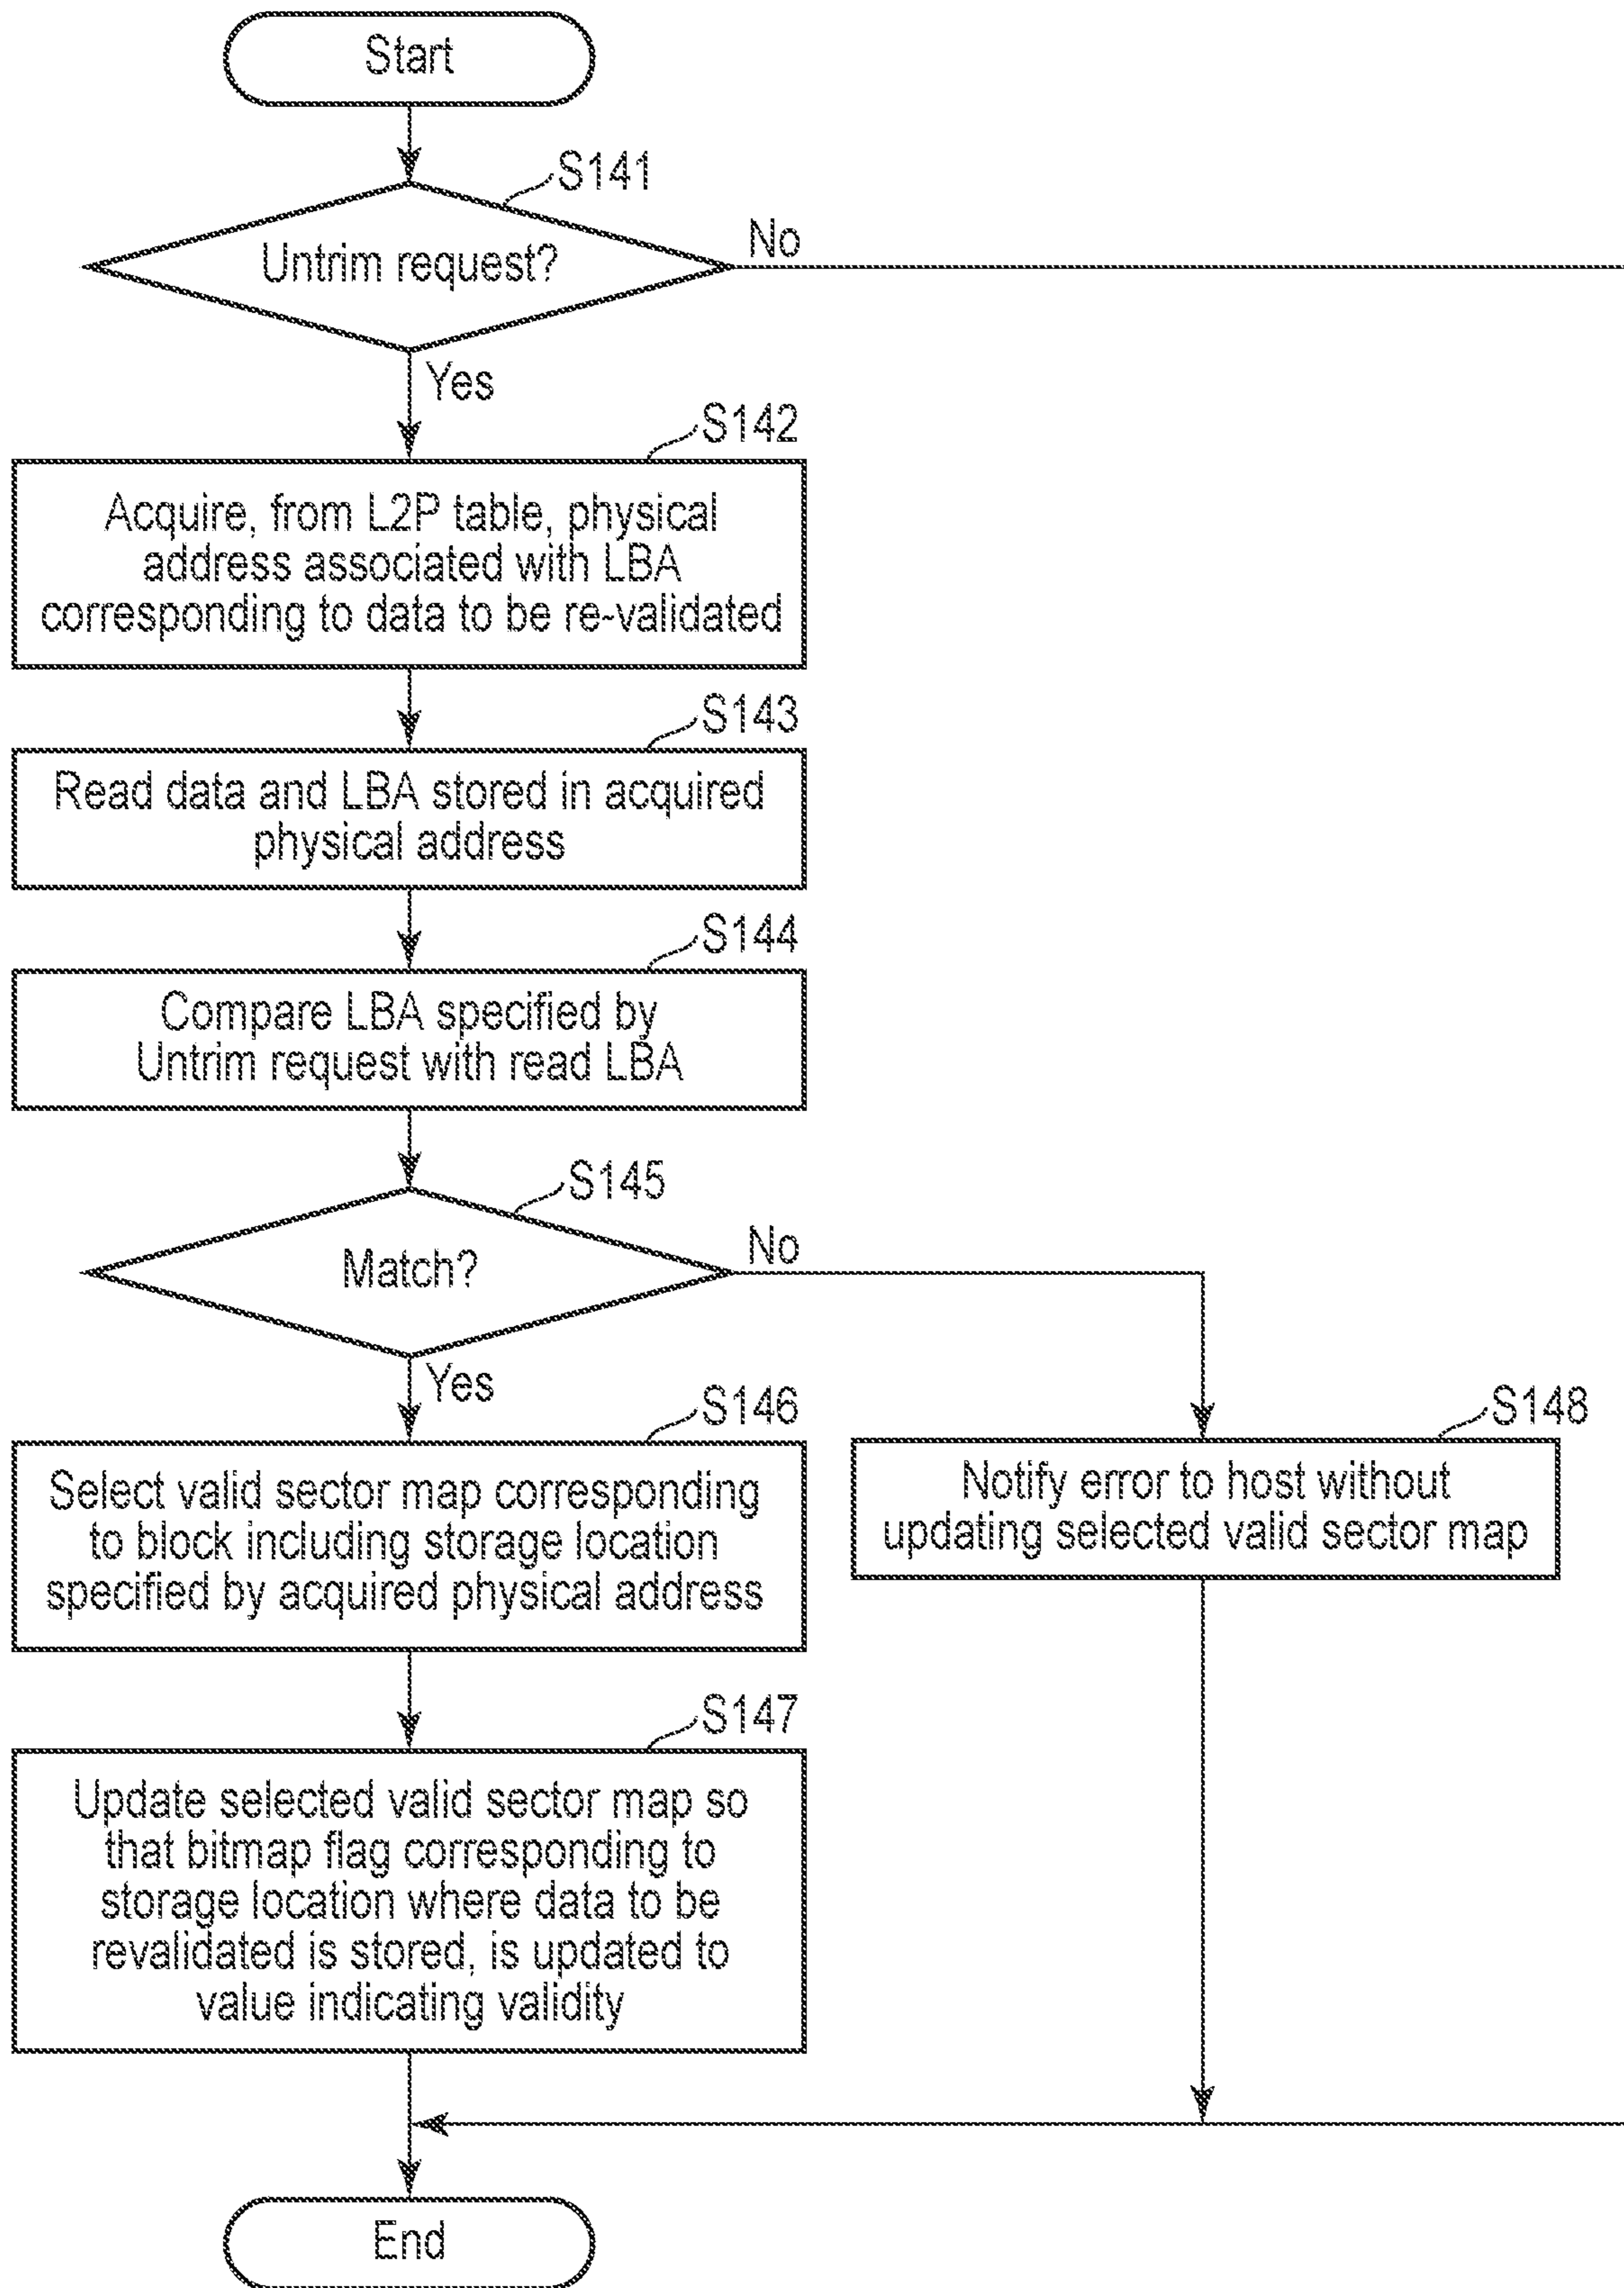 Start
S141
Untrim request?
No
Yes
S142
Acquire, from L2P table, physical
address associated with LBA
corresponding to data to be re-validated
S143
Read data and LBA stored in acquired
physical address
S144
Compare LBA specified by
Untrim request with read LBA
S145
Match?
No
Yes
S146
Select valid sector map corresponding
to block including storage location
specified by acquired physical address
S148
Notify error to host without
updating selected valid sector map
S147
Update selected valid sector map so
that bitmap flag corresponding to
storage location where data to be
revalidated is stored, is updated to
value indicating validity
End